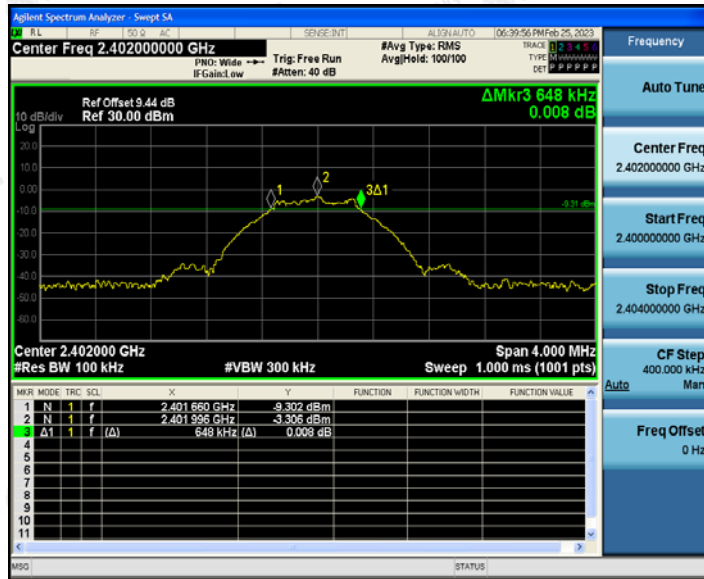 Agilent Spectrum Analyzer - Swept SA
RL RF 50 Ω AC SENSE:INT ALIGNAUTO 06:39:56 PM Feb 25, 2023
Center Freq 2.402000000 GHz
PNO: Wide
IFGain:Low
Trig: Free Run
#Atten: 40 dB
#Avg Type: RMS
Avg|Hold: 100/100
TRACE 1 2 3 4 5 6
TYPE M
DET P P P P P P
Ref Offset 9.44 dB
10 dB/div Ref 30.00 dBm
Log
ΔMkr3 648 kHz
0.008 dB
20.0
10.0
0.00
-10.0
-20.0
-30.0
-40.0
-50.0
-60.0
1
2
3Δ1
-9.31 dBm
Center 2.402000 GHz Span 4.000 MHz
#Res BW 100 kHz #VBW 300 kHz Sweep 1.000 ms (1001 pts)
MKR MODE TRC SCL X Y FUNCTION FUNCTION WIDTH FUNCTION VALUE
1 N 1 f 2.401 660 GHz -9.302 dBm
2 N 1 f 2.401 996 GHz -3.306 dBm
3 Δ1 1 f (Δ) 648 kHz (Δ) 0.008 dB
4
5
6
7
8
9
10
11
MSG STATUS
Frequency
Auto Tune
Center Freq
2.402000000 GHz
Start Freq
2.400000000 GHz
Stop Freq
2.404000000 GHz
CF Step
400.000 kHz
Auto Man
Freq Offset
0 Hz